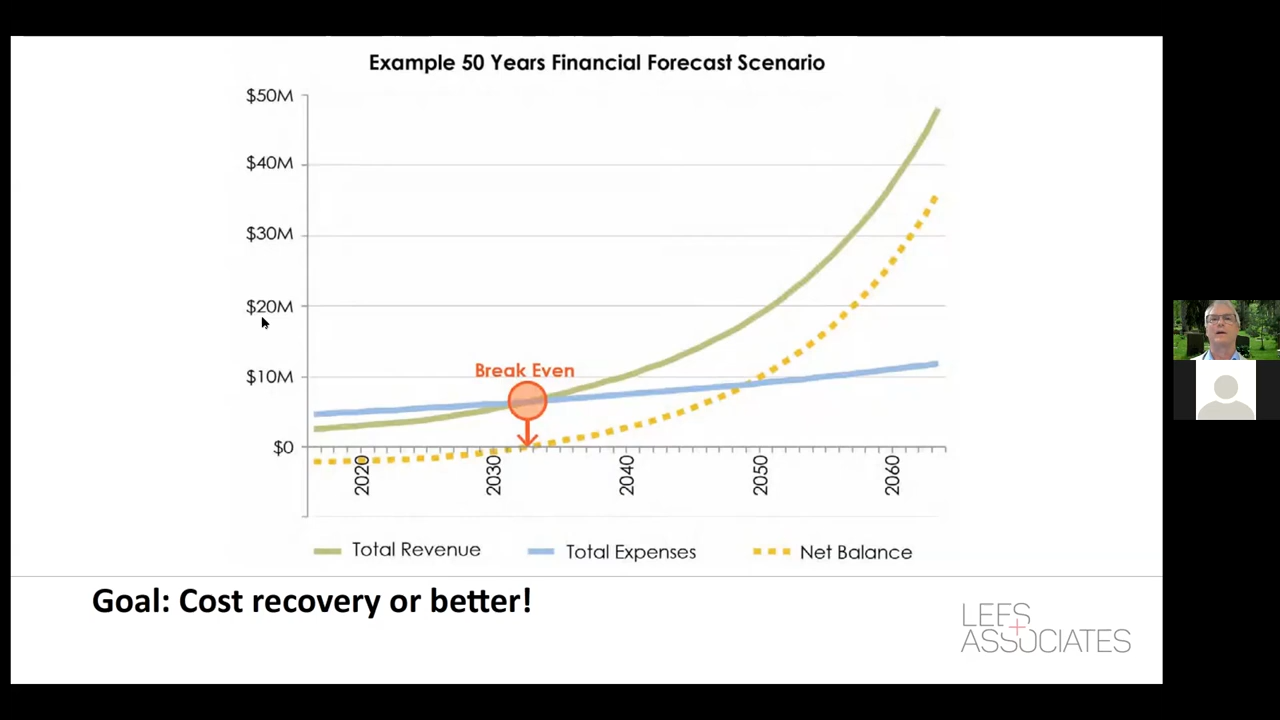 Example 50 Years Financial Forecast Scenario
$50M
$40M
$30M
$20M
$10M
$0
Break Even
2020
2030
2040
2050
2060
Total Revenue
Total Expenses
Net Balance
Goal: Cost recovery or better!
LEES
+
ASSOCIATES